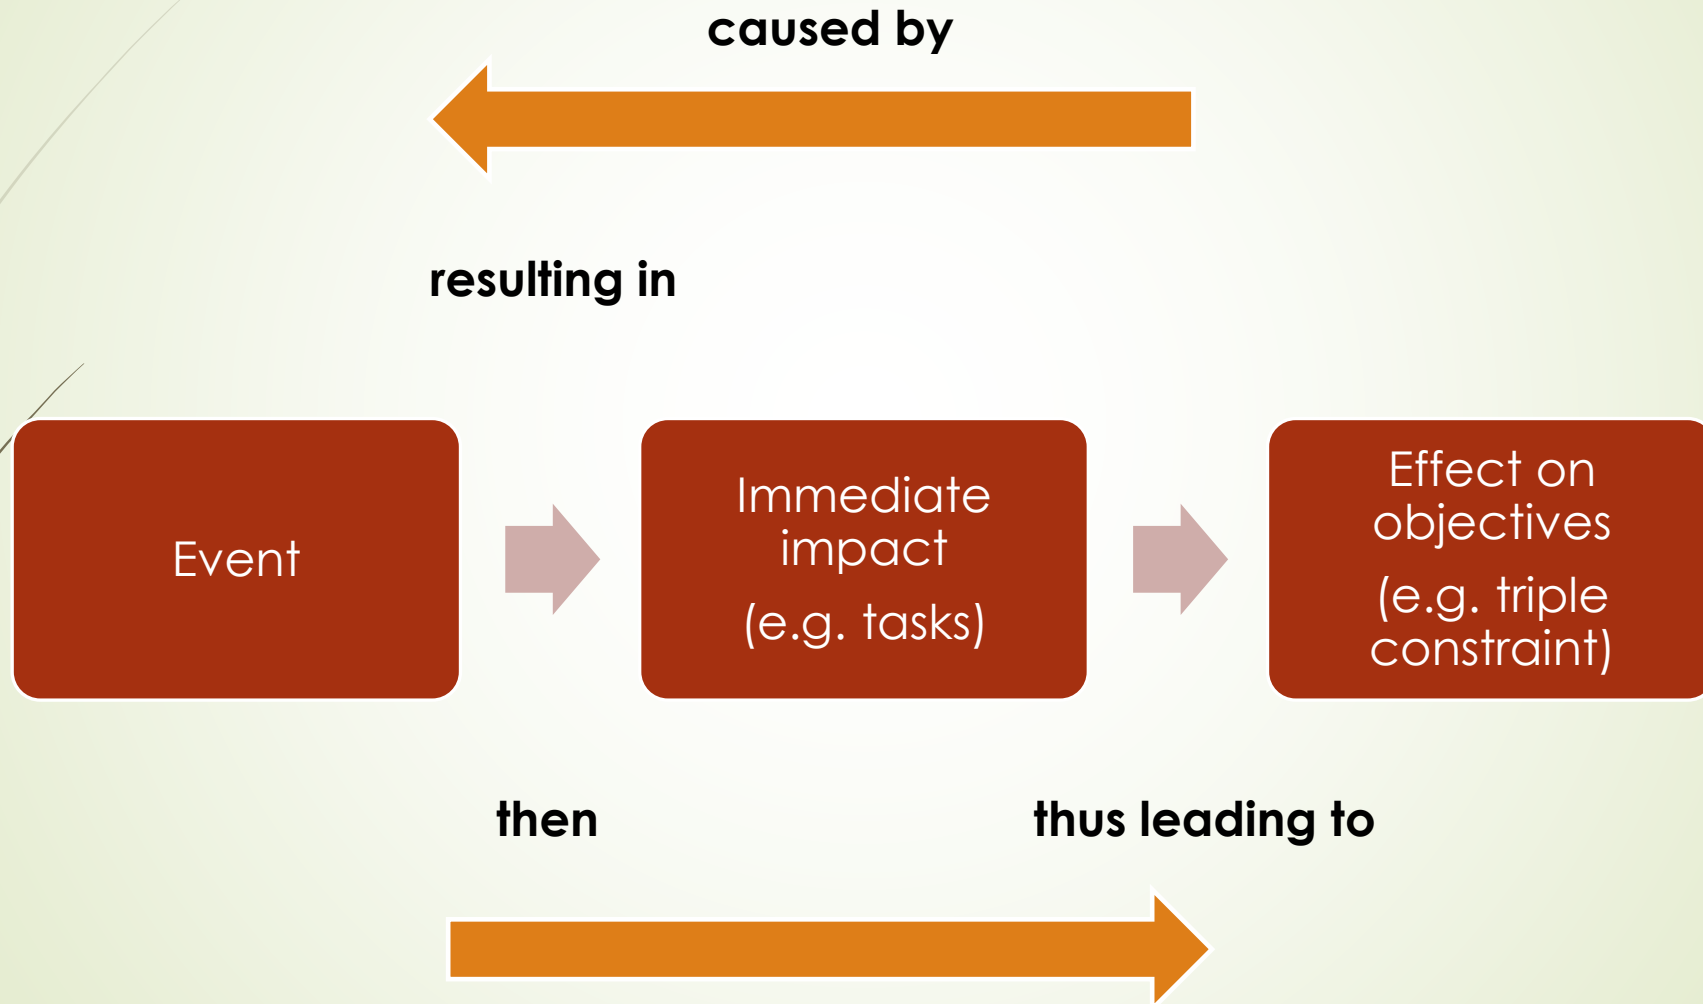 caused by
resulting in
Event
Immediate
impact
(e.g. tasks)
Effect on
objectives
(e.g. triple
constraint)
then
thus leading to